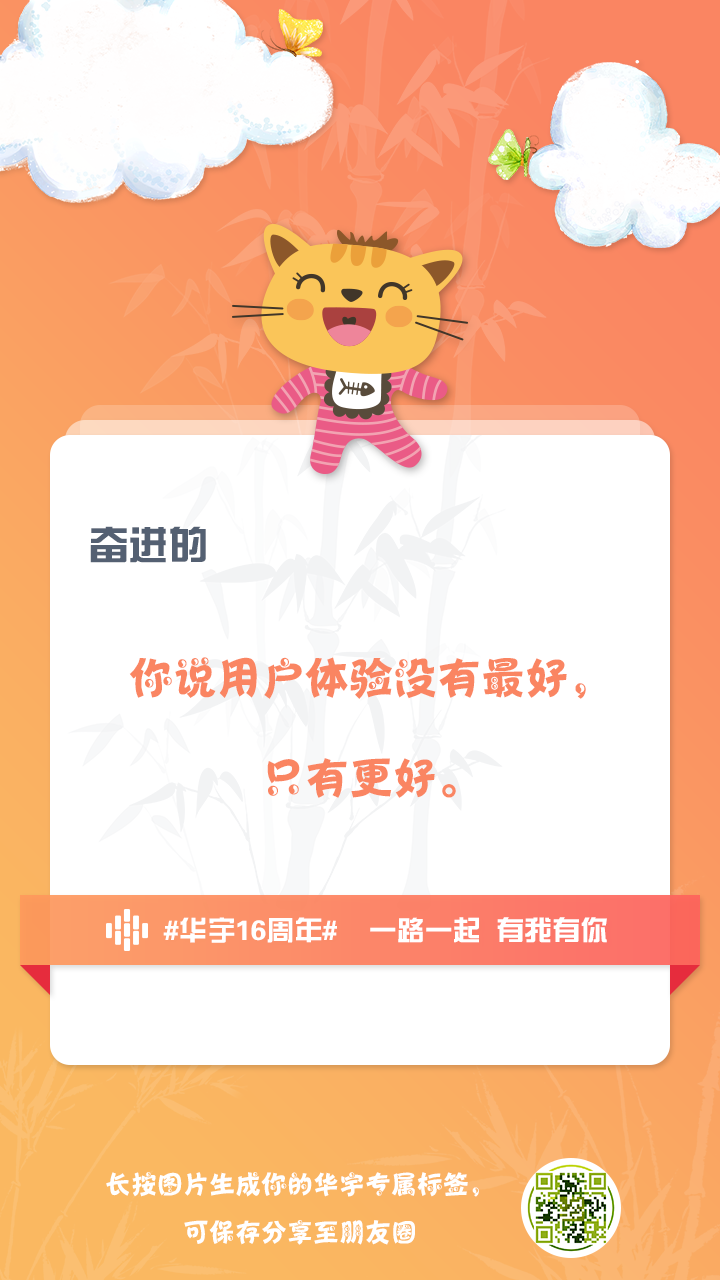 奋进的
你说用户体验没有最好，
只有更好。
#华宇16周年# 一路一起 有我有你
长按图片生成你的华宇专属标签，
可保存分享至朋友圈